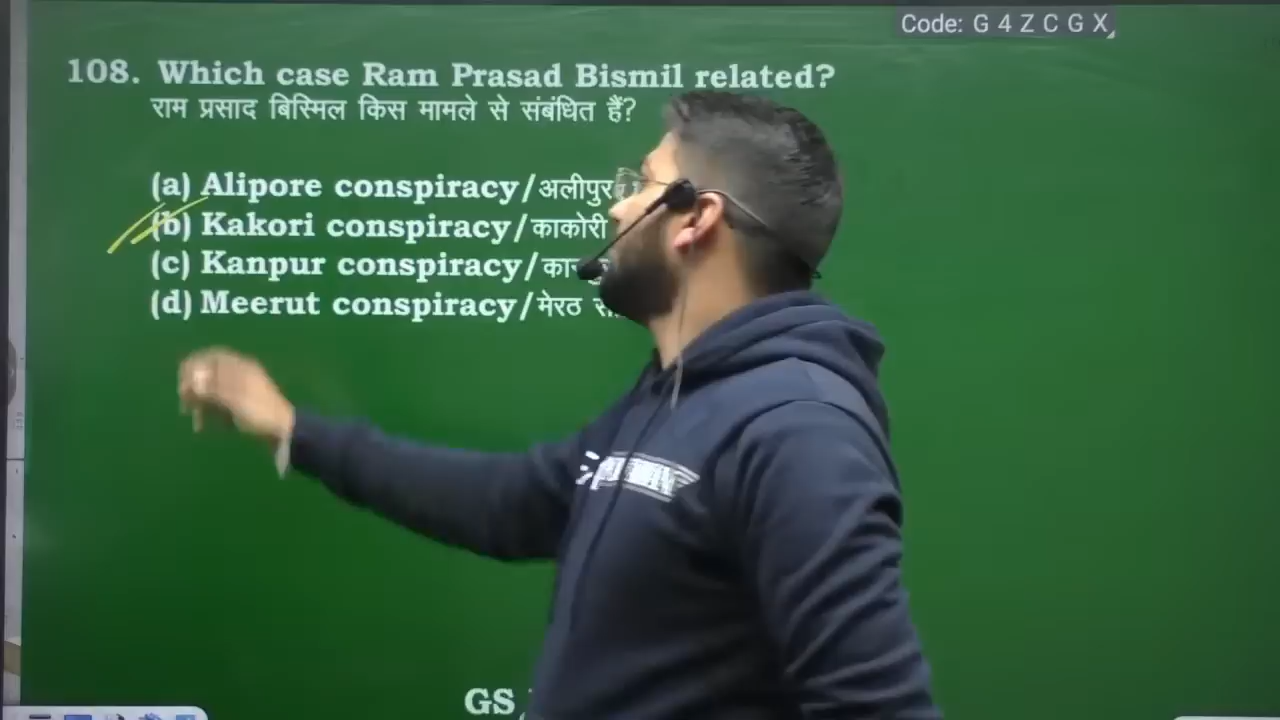 Code: G 4 Z C G X
108. Which case Ram Prasad Bismil related?
राम प्रसाद बिस्मिल किस मामले से संबंधित हैं?
(a) Alipore conspiracy/अलीपुर
(b) Kakori conspiracy/काकोरी
(c) Kanpur conspiracy/
(d) Meerut conspiracy/मेरठ
GS